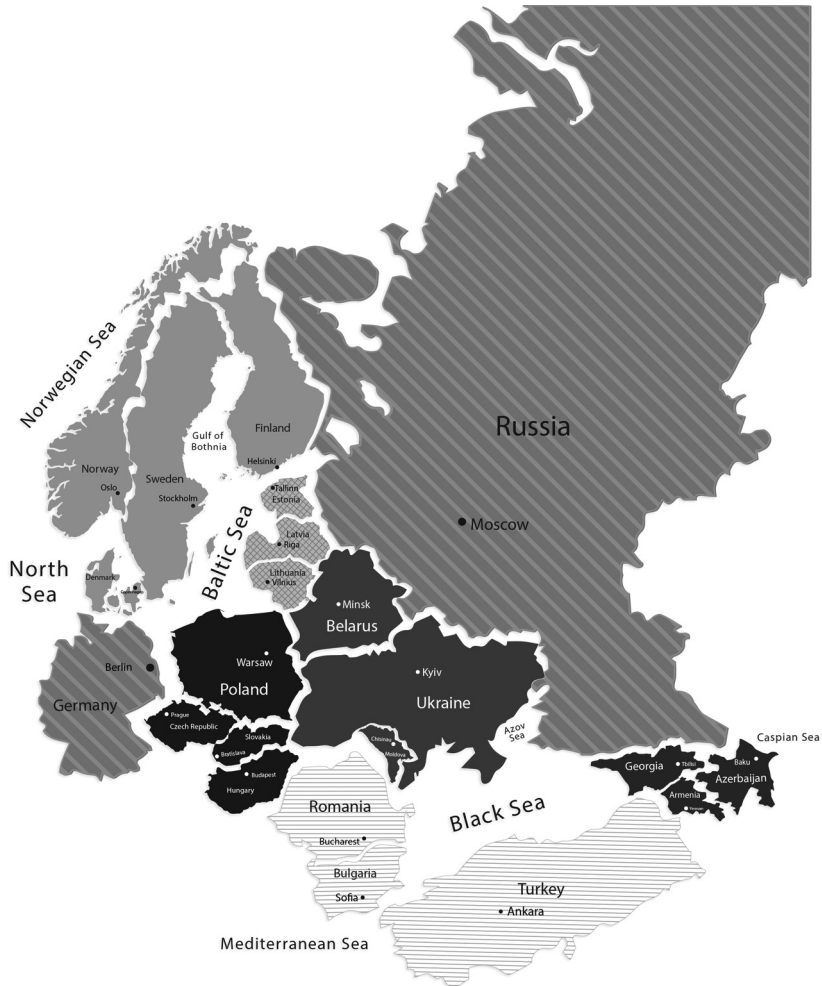 Norwegian Sea
Gulf of
Bothnia
Finland
Helsinki
Norway
Oslo
Sweden
Stockholm
Russia
Moscow
Tallinn
Estonia
Baltic Sea
Latvia
Riga
North
Sea
Denmark
Lithuania
Vilnius
Minsk
Belarus
Berlin
Germany
Warsaw
Poland
Kyiv
Ukraine
Prague
Czech Republic
Slovakia
Bratislava
Chisinau
Moldova
Azov
Sea
Budapest
Hungary
Caspian Sea
Georgia
Tbilisi
Baku
Azerbaijan
Armenia
Yerevan
Romania
Bucharest
Black Sea
Bulgaria
Sofia
Turkey
Ankara
Mediterranean Sea